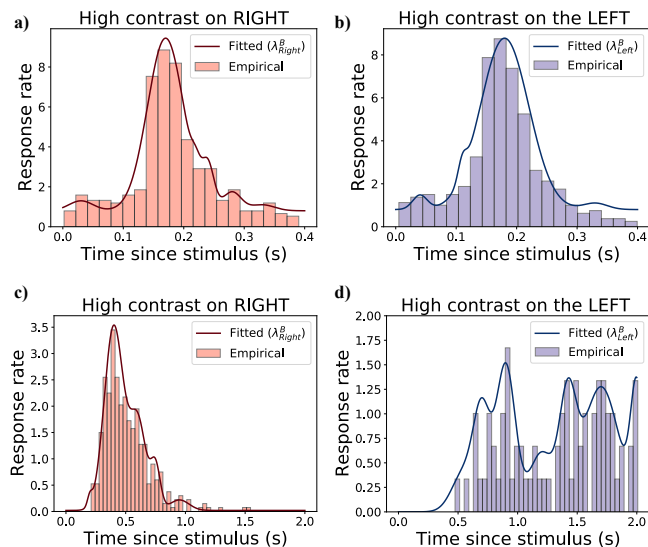 a)
High contrast on RIGHT
Fitted (λ^B_Right)
Empirical
Response rate
8
6
4
2
0
0.0 0.1 0.2 0.3 0.4
Time since stimulus (s)
b)
High contrast on the LEFT
Fitted (λ^B_Left)
Empirical
Response rate
8
6
4
2
0
0.0 0.1 0.2 0.3 0.4
Time since stimulus (s)
c)
High contrast on RIGHT
Fitted (λ^B_Right)
Empirical
Response rate
3.5
3.0
2.5
2.0
1.5
1.0
0.5
0.0
0.0 0.5 1.0 1.5 2.0
Time since stimulus (s)
d)
High contrast on the LEFT
Fitted (λ^B_Left)
Empirical
Response rate
2.00
1.75
1.50
1.25
1.00
0.75
0.50
0.25
0.00
0.0 0.5 1.0 1.5 2.0
Time since stimulus (s)